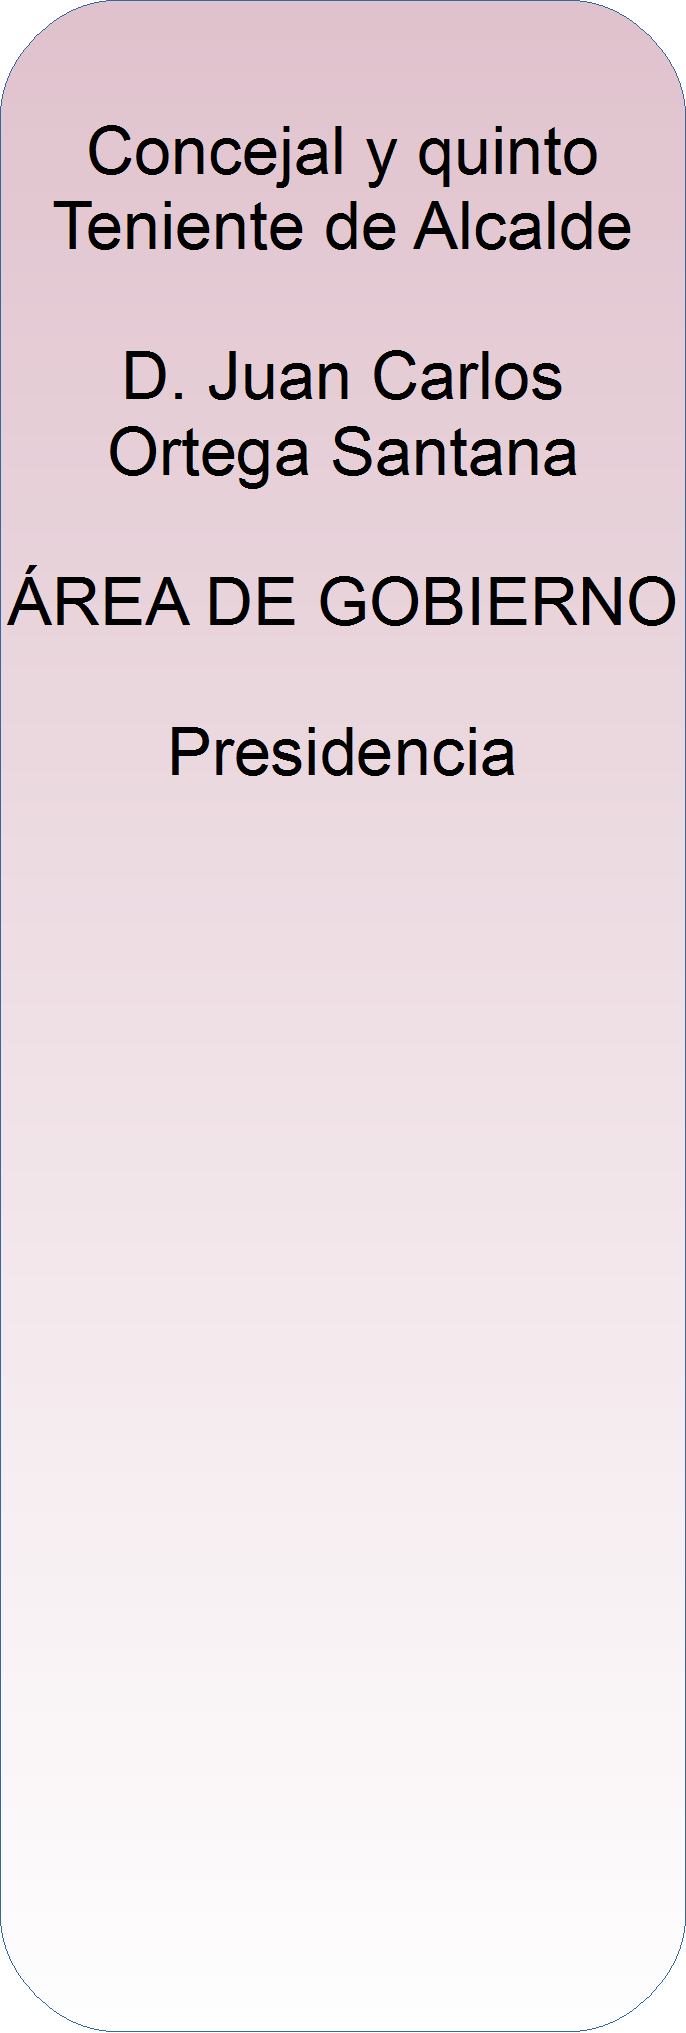 Concejal y quinto
Teniente de Alcalde
D. Juan Carlos
Ortega Santana
ÁREA DE GOBIERNO
Presidencia